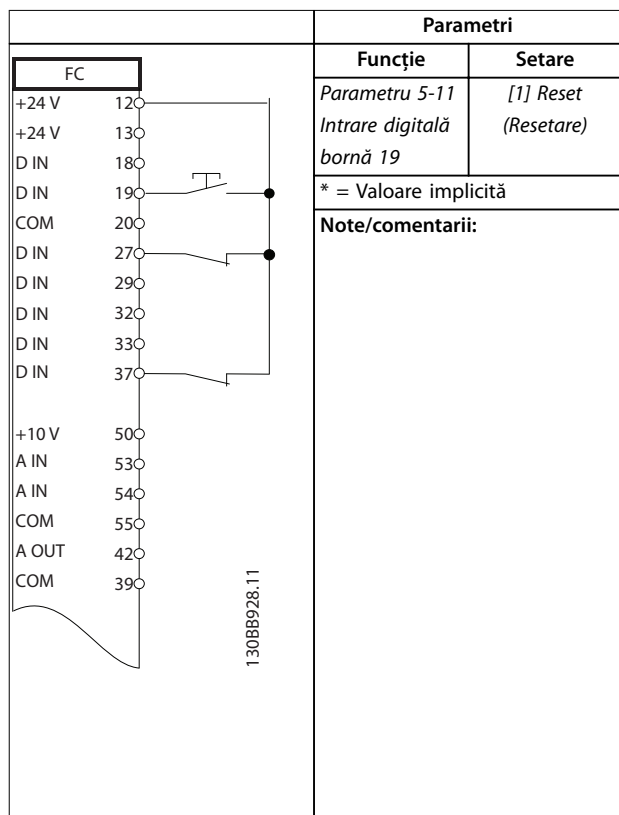 FC
+24 V 12
+24 V 13
D IN 18
D IN 19
COM 20
D IN 27
D IN 29
D IN 32
D IN 33
D IN 37
+10 V 50
A IN 53
A IN 54
COM 55
A OUT 42
COM 39
130BB928.11
Parametri
Funcție Setare
Parametru 5-11 [1] Reset
Intrare digitală (Resetare)
bornă 19
* = Valoare implicită
Note/comentarii: